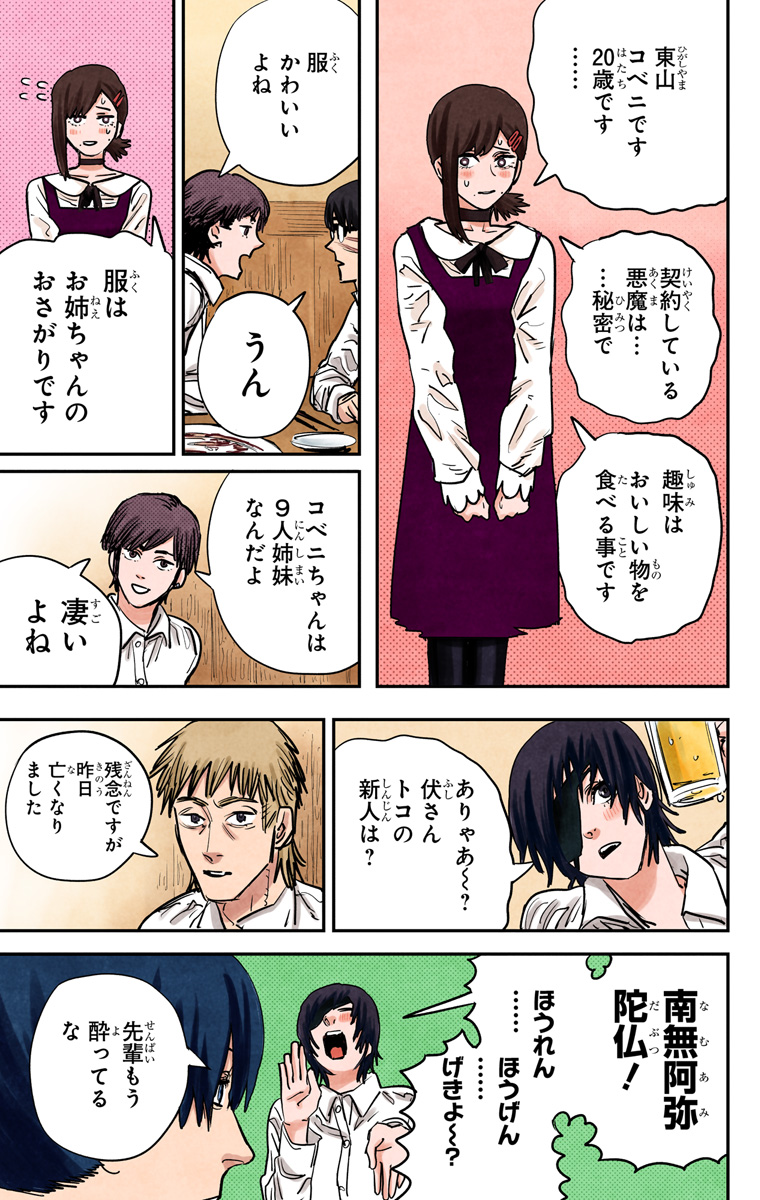 東山
コベニです
20歳です
……
契約している
悪魔は…
…秘密で
趣味は
おいしい物を
食べる事です
服
かわいい
よね
うん
服は
お姉ちゃんの
おさがりです
コベニちゃんは
9人姉妹
なんだよ
凄い
よね
ありゃあ～？
伏さん
トコの
新人は？
残念ですが
昨日
亡くなり
ました
南無阿弥
陀仏！
ほうれん
……
ほうげん
……
げきよ～？
先輩もう
酔ってる
な